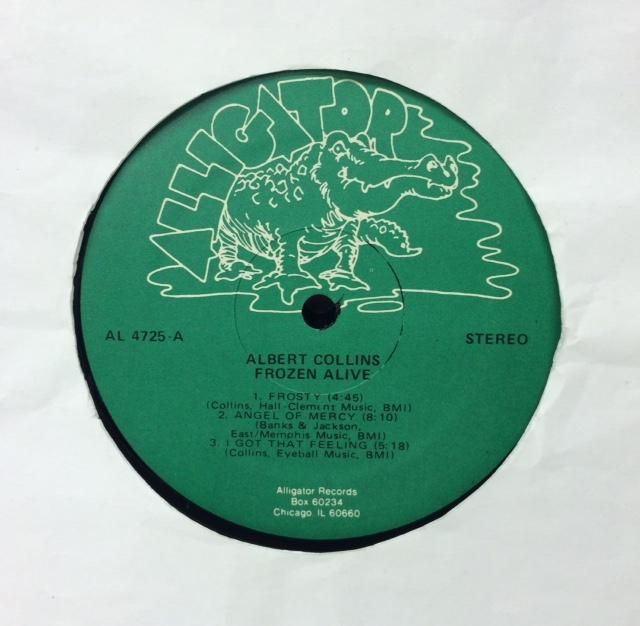 ALLIGATOR
AL 4725-A
STEREO
ALBERT COLLINS
FROZEN ALIVE
1. FROSTY (4:45)
(Collins, Hall-Clement Music, BMI)
2. ANGEL OF MERCY (8:10)
(Banks & Jackson,
East/Memphis Music, BMI)
3. I GOT THAT FEELING (5:18)
(Collins, Eyeball Music, BMI)
Alligator Records
Box 60234
Chicago, IL 60660